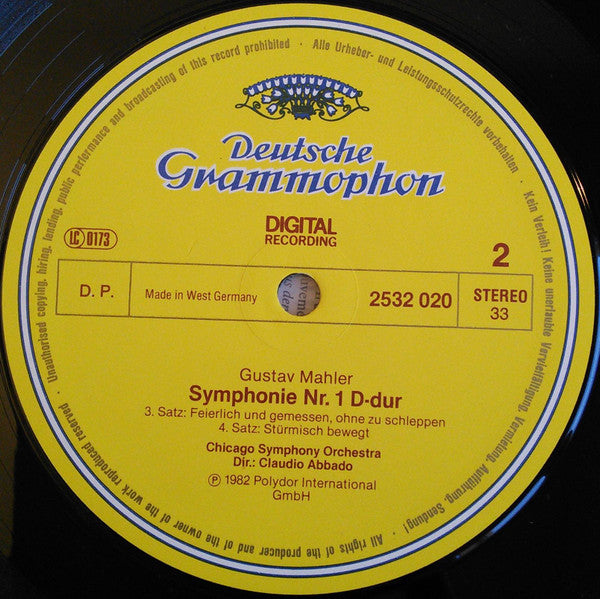 Unauthorised copying, hiring, lending, public performance and broadcasting of this record prohibited · Alle Urheber- und Leistungsschutzrechte vorbehalten · Kein Verleih! Keine unerlaubte Vervielfältigung, Vermietung, Aufführung, Sendung! · All rights of the producer and of the owner of the work reproduced reserved ·
Deutsche
Grammophon
DIGITAL
RECORDING
LC 0173
2
D. P.
Made in West Germany
2532 020
STEREO
33
Gustav Mahler
Symphonie Nr. 1 D-dur
3. Satz: Feierlich und gemessen, ohne zu schleppen
4. Satz: Stürmisch bewegt
Chicago Symphony Orchestra
Dir.: Claudio Abbado
℗ 1982 Polydor International
GmbH